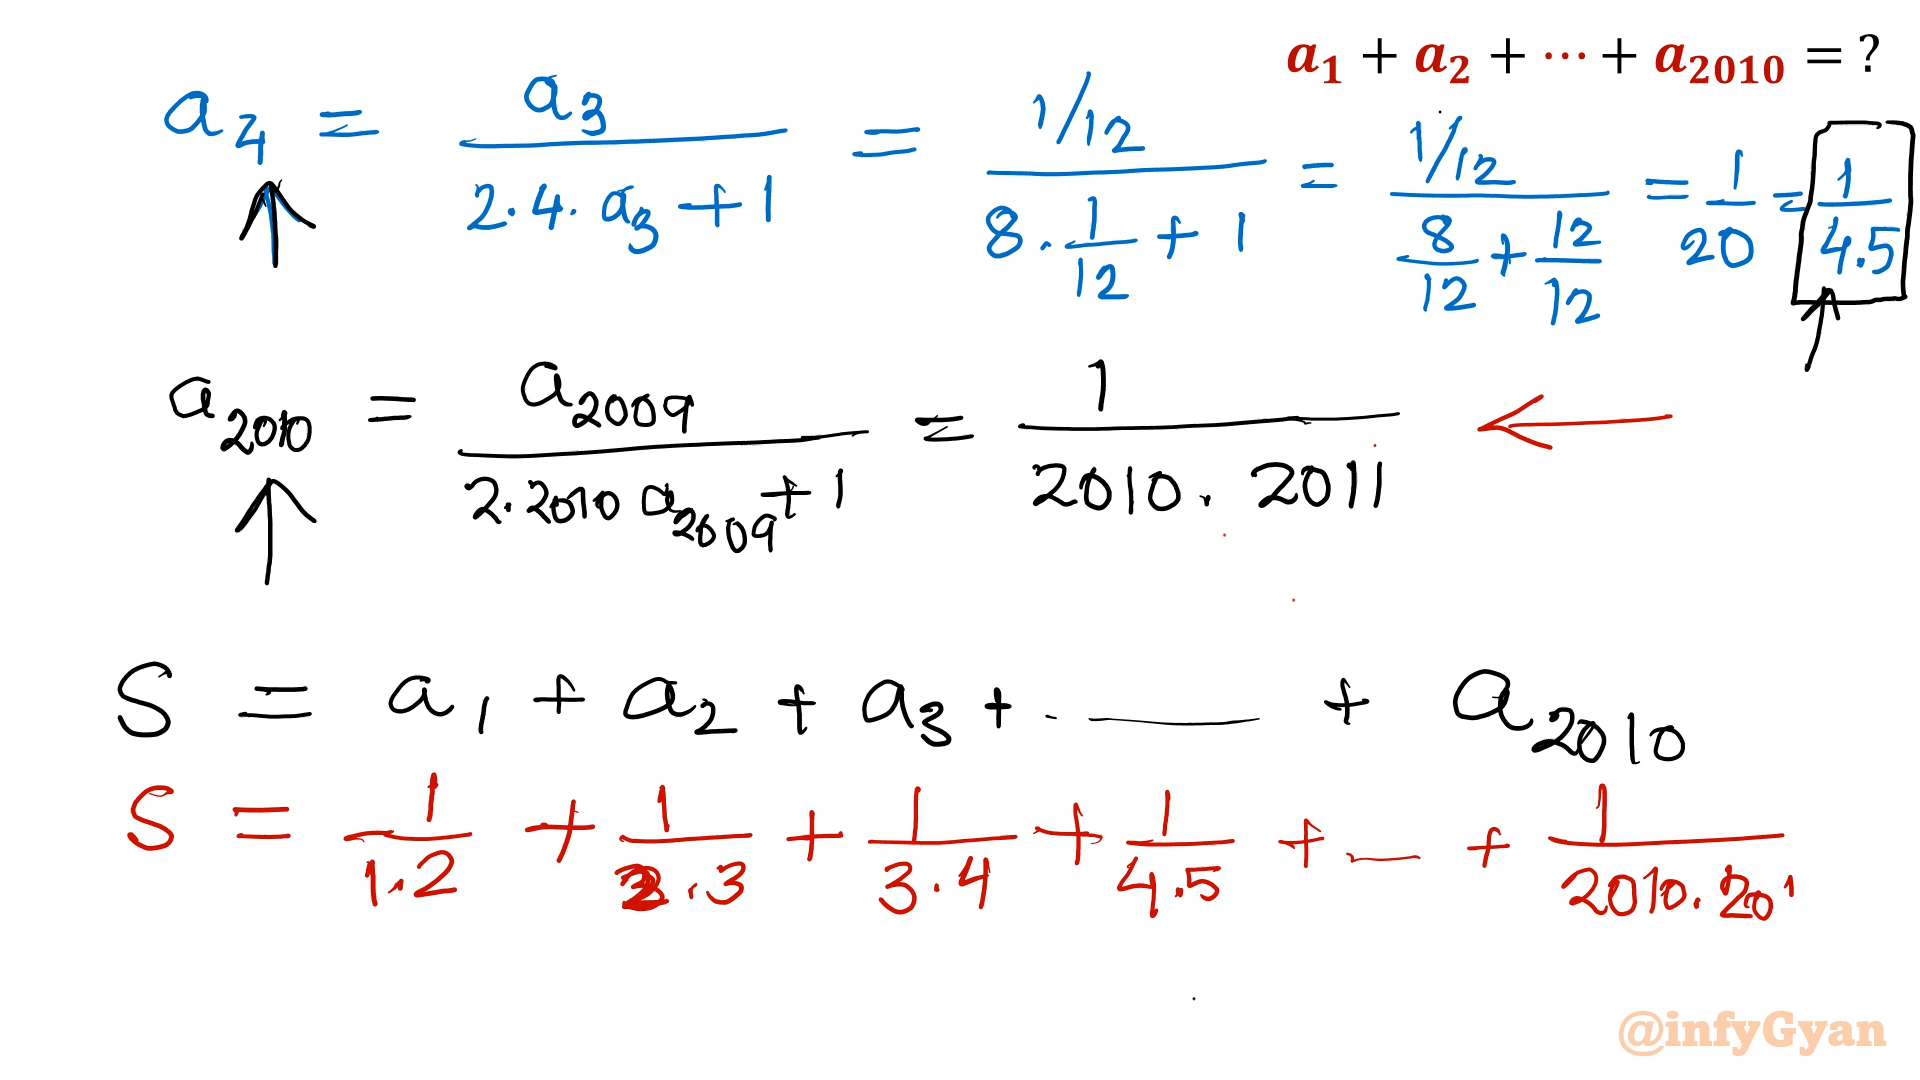 a₁ + a₂ + ⋯ + a₂₀₁₀ = ?
a₄ = a₃ / (2·4·a₃ + 1) = (1/12) / (8·1/12 + 1) = (1/12) / (8/12 + 12/12) = 1/20 = 1/(4.5)
a₂₀₁₀ = a₂₀₀₉ / (2·2010 a₂₀₀₉ + 1) = 1 / (2010. 2011)
S = a₁ + a₂ + a₃ + . — + a₂₀₁₀
S = 1/(1.2) + 1/(2.3) + 1/(3.4) + 1/(4.5) + — + 1/(2010.201
@infyGyan